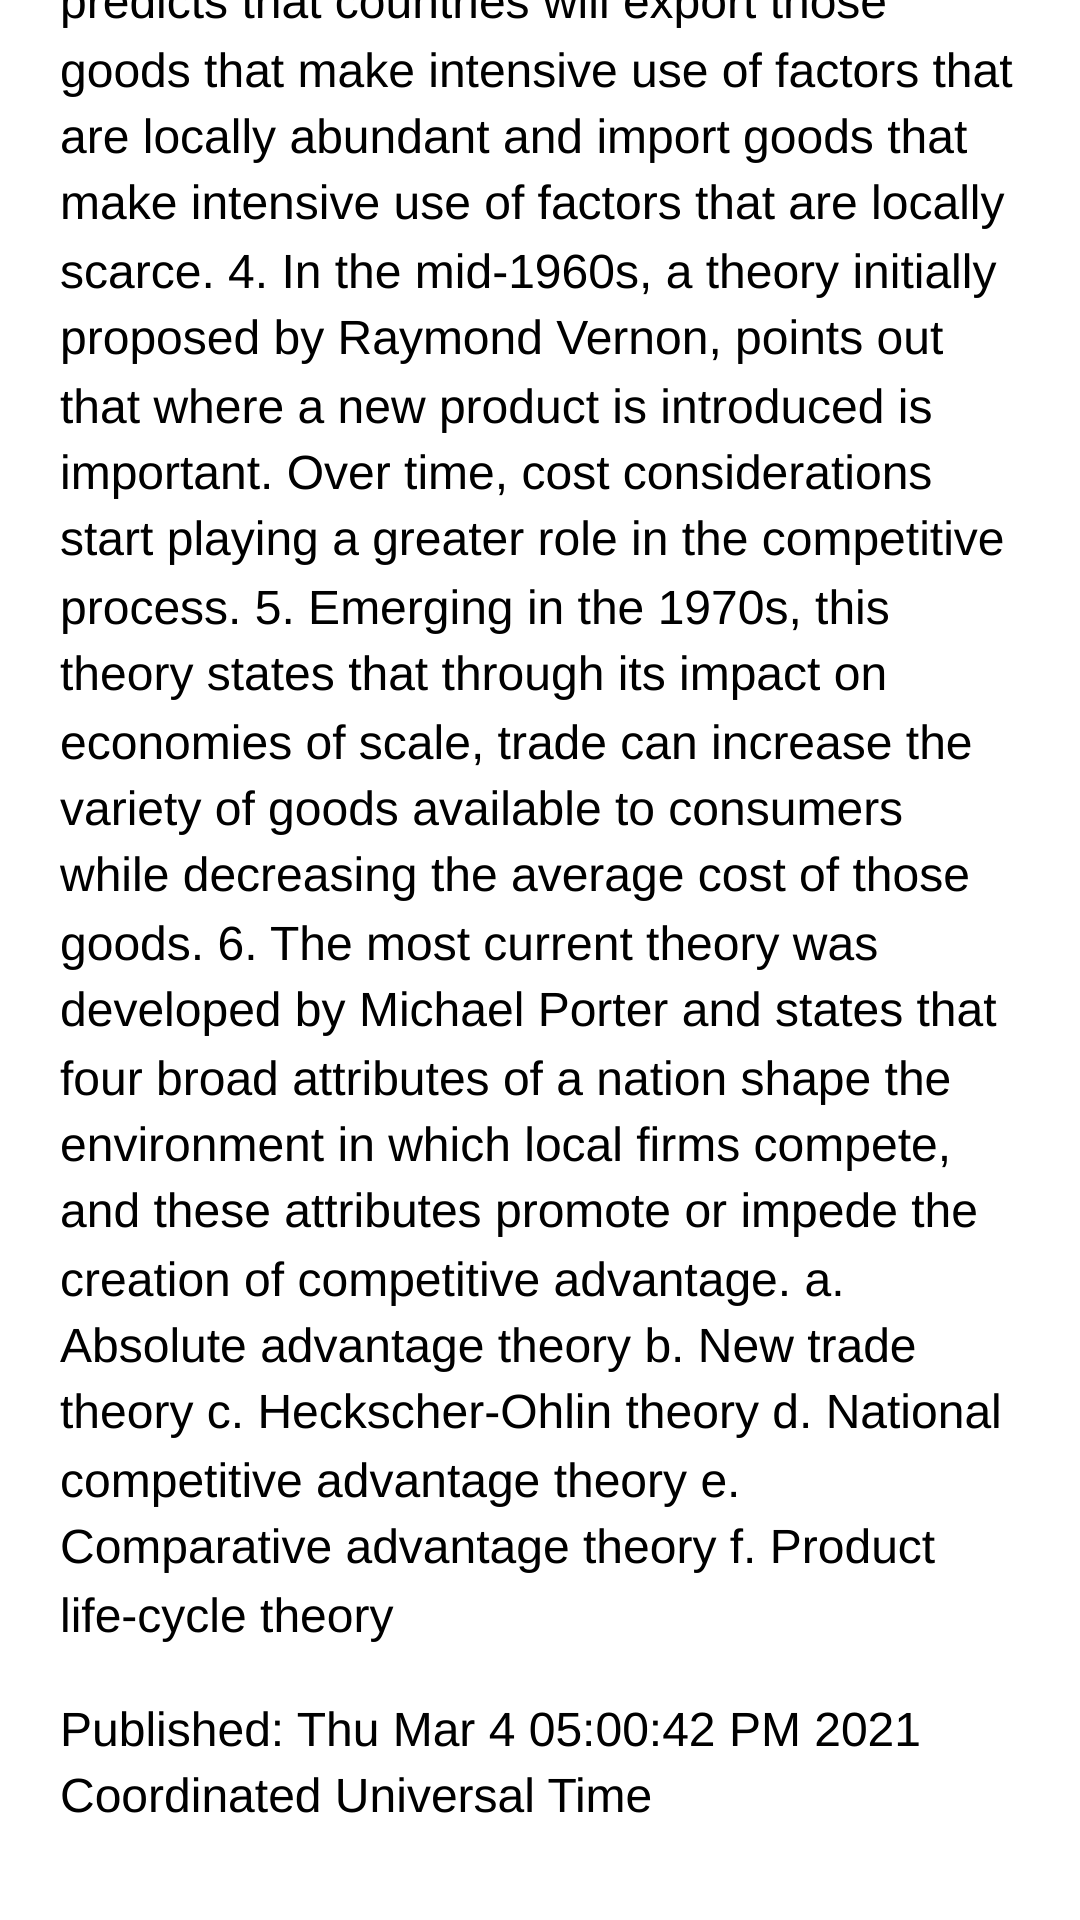 predicts that countries will export those
goods that make intensive use of factors that
are locally abundant and import goods that
make intensive use of factors that are locally
scarce. 4. In the mid-1960s, a theory initially
proposed by Raymond Vernon, points out
that where a new product is introduced is
important. Over time, cost considerations
start playing a greater role in the competitive
process. 5. Emerging in the 1970s, this
theory states that through its impact on
economies of scale, trade can increase the
variety of goods available to consumers
while decreasing the average cost of those
goods. 6. The most current theory was
developed by Michael Porter and states that
four broad attributes of a nation shape the
environment in which local firms compete,
and these attributes promote or impede the
creation of competitive advantage. a.
Absolute advantage theory b. New trade
theory c. Heckscher-Ohlin theory d. National
competitive advantage theory e.
Comparative advantage theory f. Product
life-cycle theory
Published: Thu Mar 4 05:00:42 PM 2021
Coordinated Universal Time